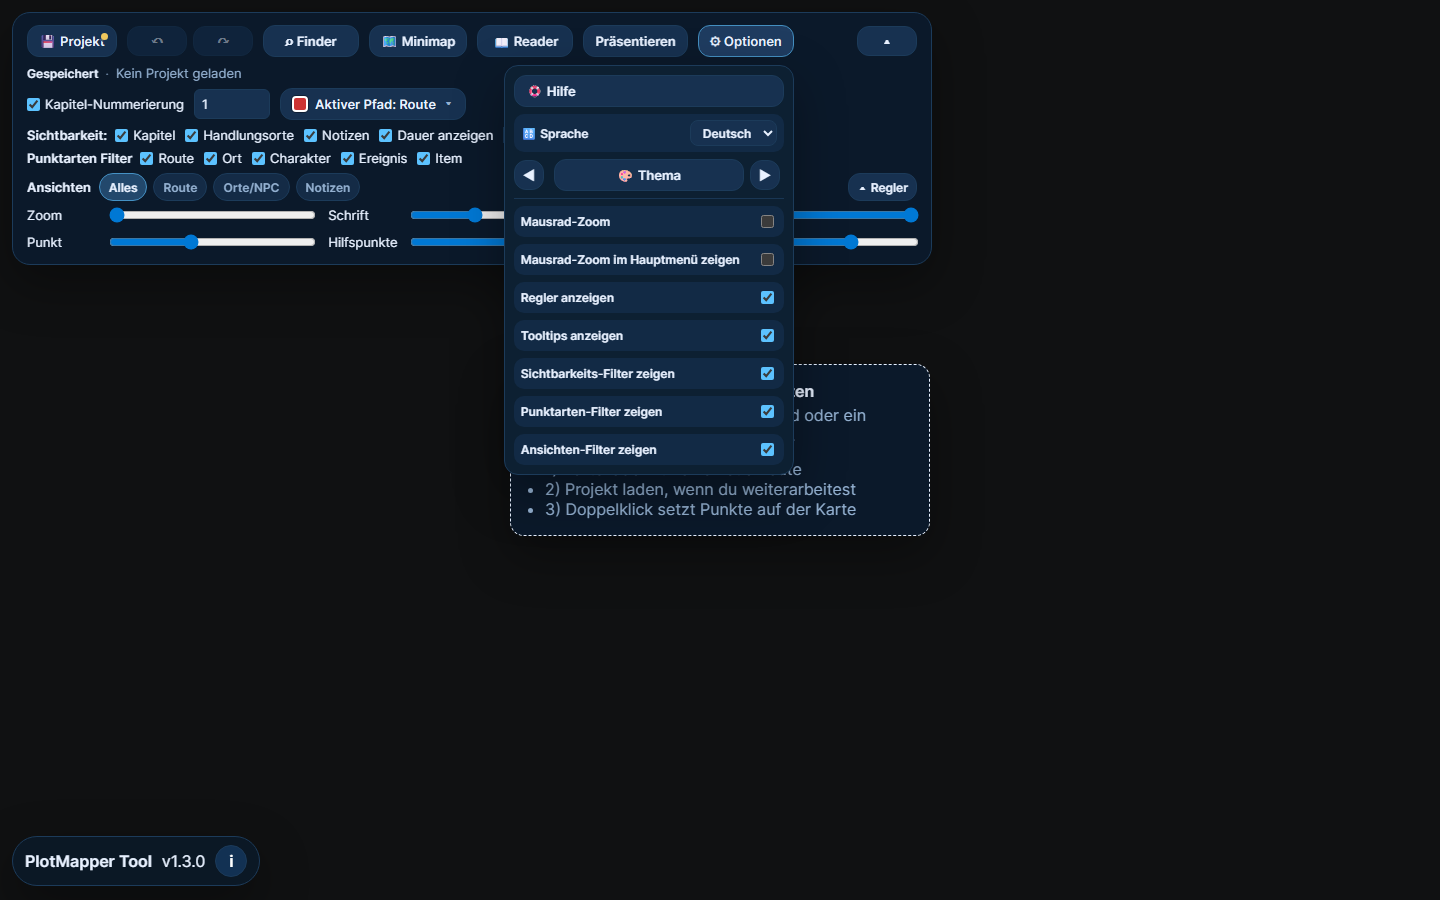 Projekt Finder Minimap Reader Präsentieren Optionen
Gespeichert · Kein Projekt geladen
Kapitel-Nummerierung 1 Aktiver Pfad: Route
Sichtbarkeit: Kapitel Handlungsorte Notizen Dauer anzeigen
Punktarten Filter Route Ort Charakter Ereignis Item
Ansichten Alles Route Orte/NPC Notizen Regler
Zoom Schrift
Punkt Hilfspunkte
Hilfe
Sprache Deutsch
Thema
Mausrad-Zoom
Mausrad-Zoom im Hauptmenü zeigen
Regler anzeigen
Tooltips anzeigen
Sichtbarkeits-Filter zeigen
Punktarten-Filter zeigen
Ansichten-Filter zeigen
oder ein
2) Projekt laden, wenn du weiterarbeitest
3) Doppelklick setzt Punkte auf der Karte
PlotMapper Tool v1.3.0 i